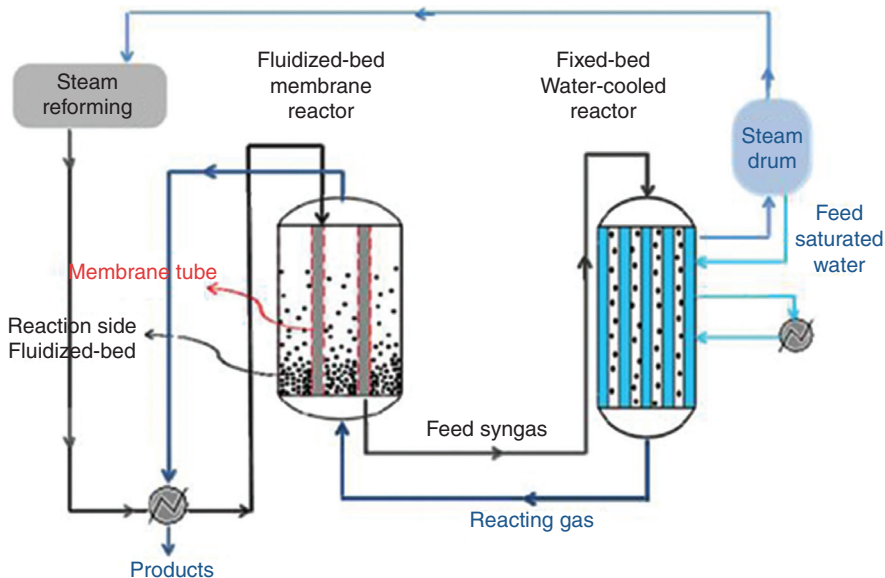 Steam
reforming
Fluidized-bed
membrane
reactor
Fixed-bed
Water-cooled
reactor
Steam
drum
Feed
saturated
water
Membrane tube
Reaction side
Fluidized-bed
Feed syngas
Reacting gas
Products